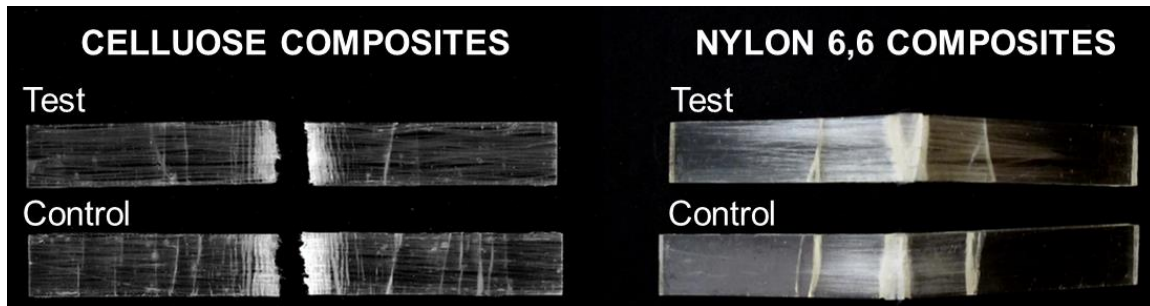 CELLUOSE COMPOSITES
Test
Control
NYLON 6,6 COMPOSITES
Test
Control